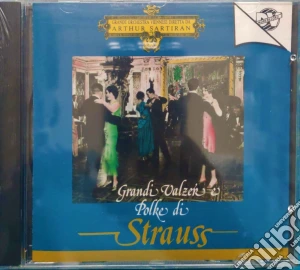 GRANDE ORCHESTRA VIENNESE DIRETTA DA
ARTHUR SARTIRAN
Grandi Valzer e
Polke di
Strauss